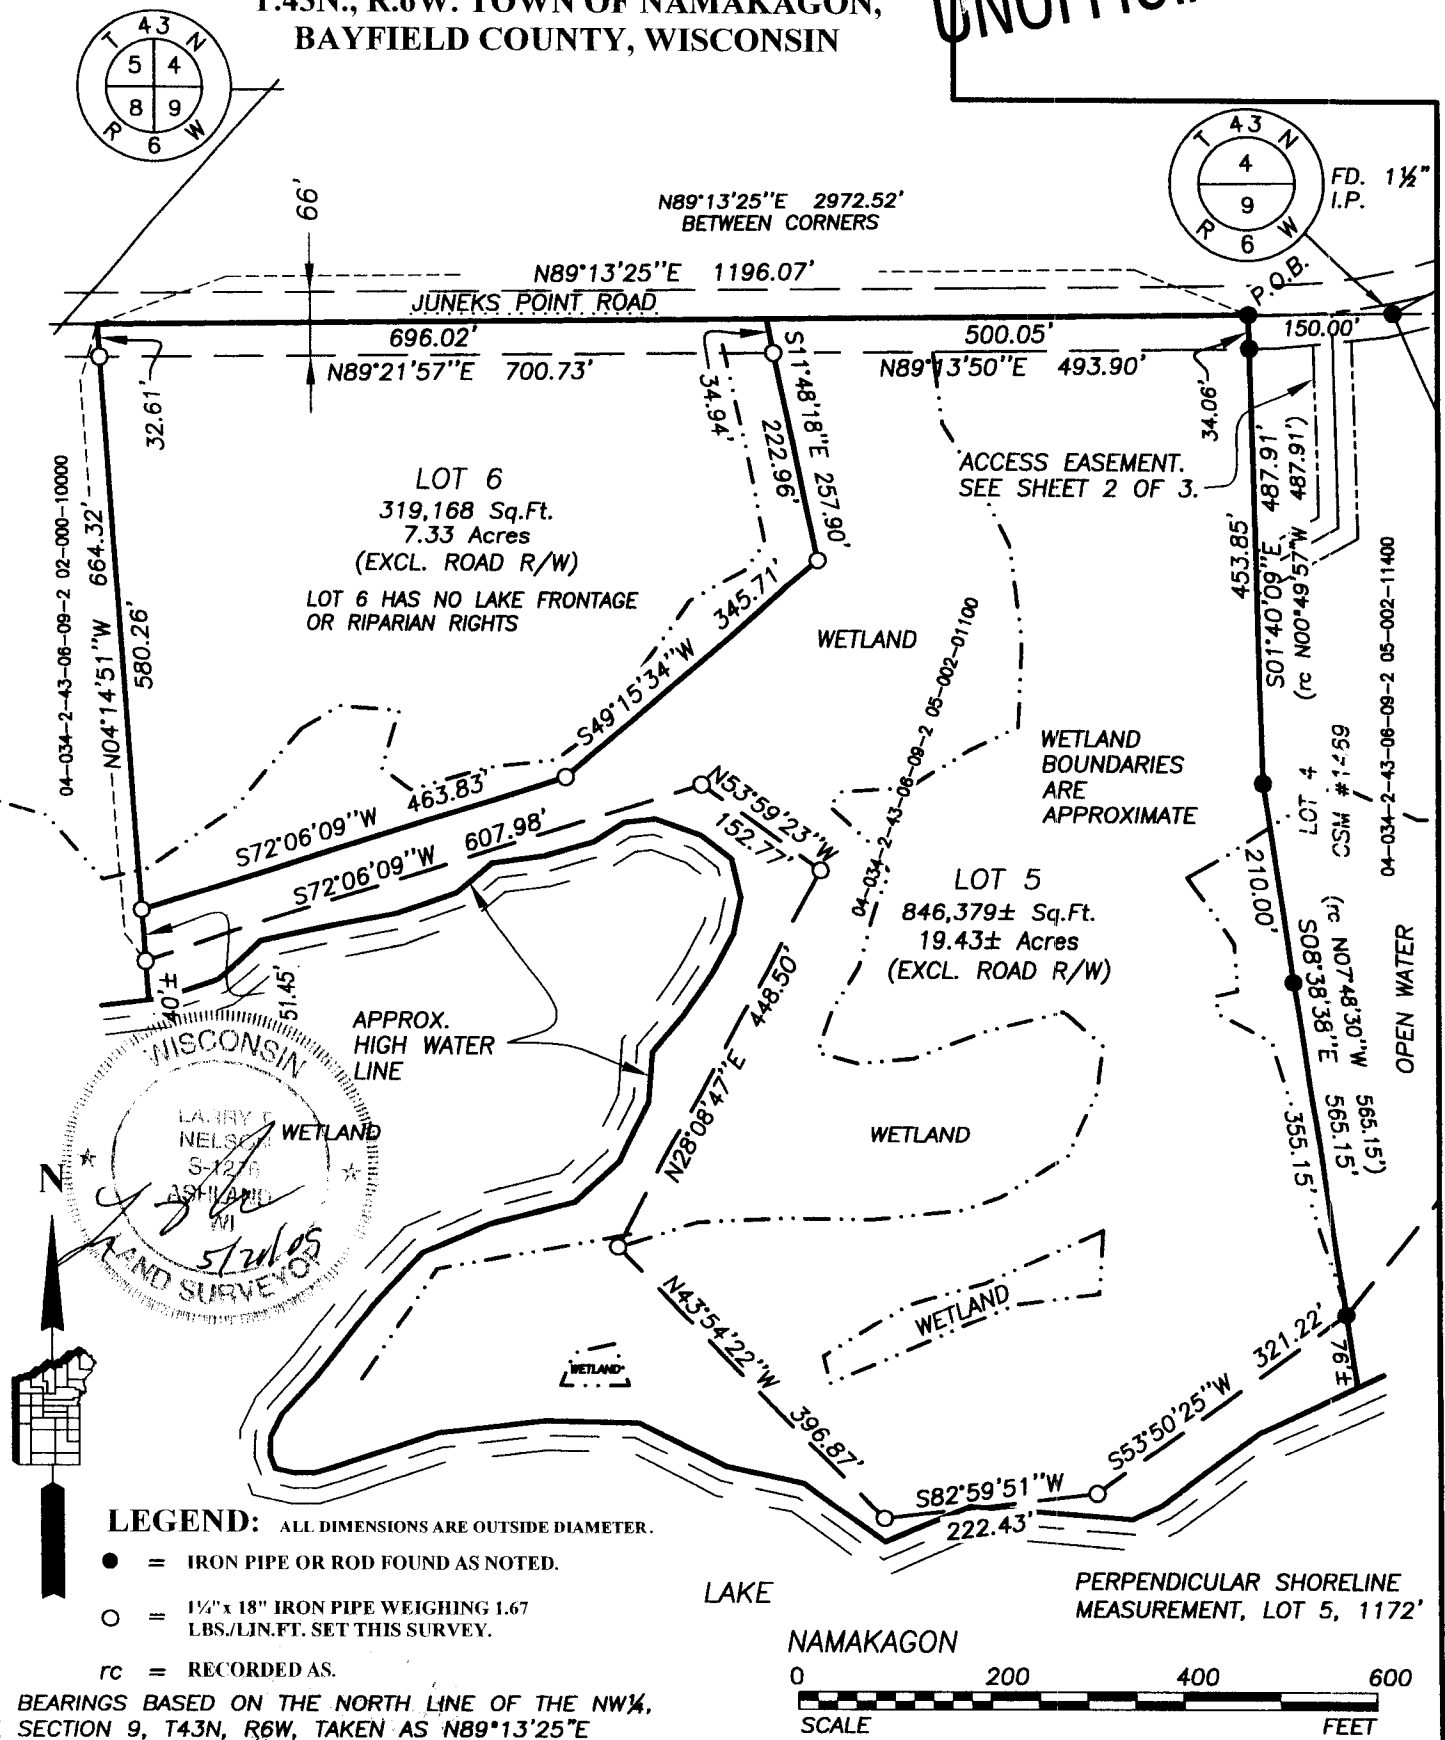 T.43N., R.6W. TOWN OF NAMAKAGON,
BAYFIELD COUNTY, WISCONSIN
T 43 N
5 4
8 9
R 6 W
T 43 N
4
9
R 6 W
FD. 1½"
I.P.
66'
N89°13'25"E 2972.52'
BETWEEN CORNERS
N89°13'25"E 1196.07'
P.O.B.
JUNEKS POINT ROAD
696.02'
500.05'
150.00'
N89°21'57"E 700.73'
N89°13'50"E 493.90'
32.61'
34.94'
34.06'
S11°48'18"E 257.90'
222.96'
ACCESS EASEMENT.
SEE SHEET 2 OF 3.
LOT 6
319,168 Sq.Ft.
7.33 Acres
(EXCL. ROAD R/W)
LOT 6 HAS NO LAKE FRONTAGE
OR RIPARIAN RIGHTS
04-034-2-43-06-09-2 02-000-10000
N04°14'51"W 664.32'
580.26'
453.85'
S01°40'09"E 487.91'
(rc N00°49'57"W 487.91')
04-034-2-43-06-09-2 05-002-11400
S49°15'34"W 345.71'
WETLAND
04-034-2-43-06-09-2 05-002-01100
WETLAND
BOUNDARIES
ARE
APPROXIMATE
LOT 4
CSM #1469
S72°06'09"W 463.83'
S72°06'09"W 607.98'
N53°59'23"W
152.77'
LOT 5
846,379± Sq.Ft.
19.43± Acres
(EXCL. ROAD R/W)
210.00'
S08°38'38"E 565.15'
(rc N07°48'30"W 565.15')
355.15'
OPEN WATER
40'±
51.45'
APPROX.
HIGH WATER
LINE
N28°08'47"E 448.50'
WETLAND
WISCONSIN
NELSON
ASHLAND
WI
LAND SURVEYOR
WETLAND
N
WETLAND
WETLAND
N43°54'22"W 396.87'
S53°50'25"W 321.22'
76'±
S82°59'51"W
222.43'
LEGEND: ALL DIMENSIONS ARE OUTSIDE DIAMETER.
= IRON PIPE OR ROD FOUND AS NOTED.
= 1¼" x 18" IRON PIPE WEIGHING 1.67
LBS./LIN.FT. SET THIS SURVEY.
rc = RECORDED AS.
BEARINGS BASED ON THE NORTH LINE OF THE NW¼,
SECTION 9, T43N, R6W, TAKEN AS N89°13'25"E
LAKE
NAMAKAGON
PERPENDICULAR SHORELINE
MEASUREMENT, LOT 5, 1172'
0 200 400 600
SCALE FEET